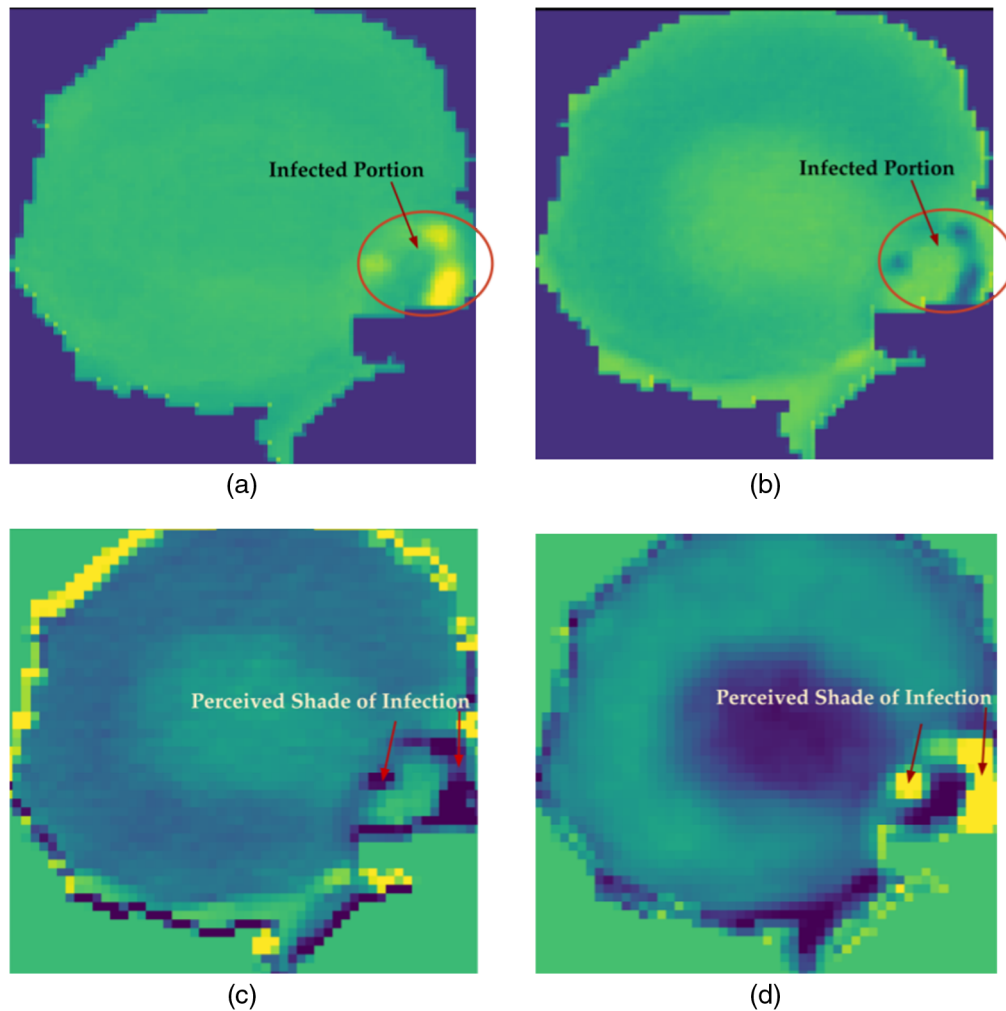 Infected Portion
Infected Portion
(a)
(b)
Perceived Shade of Infection
Perceived Shade of Infection
(c)
(d)